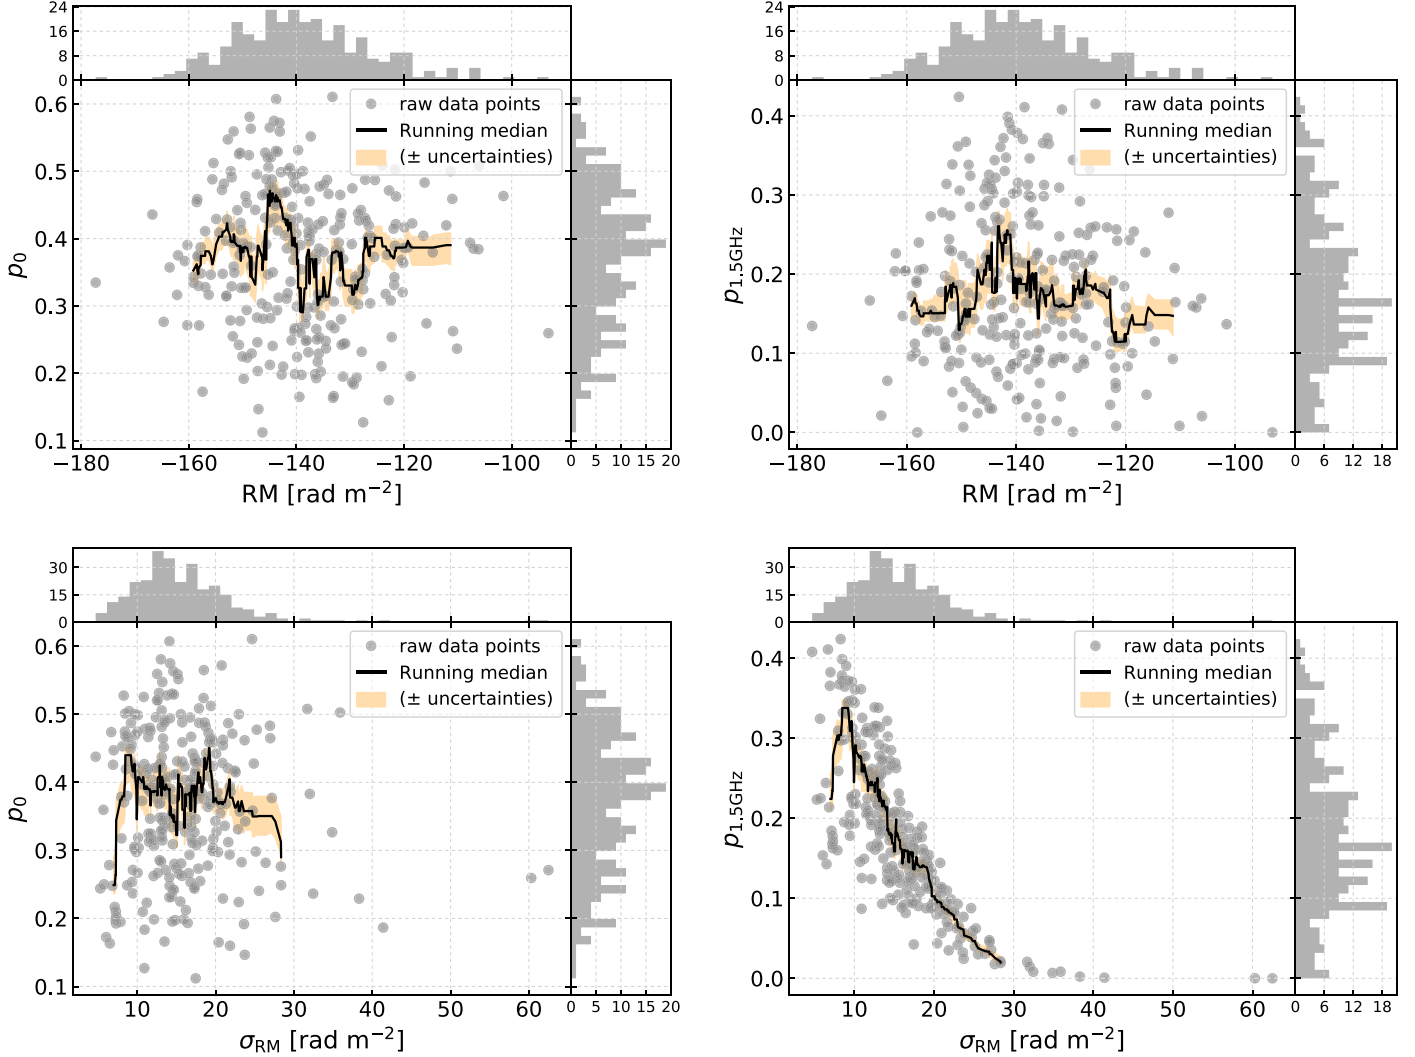 24
16
8
0
0.6
0.5
0.4
0.3
0.2
0.1
p0
raw data points
Running median
(± uncertainties)
−180 −160 −140 −120 −100
0 5 10 15 20
RM [rad m−2]
24
16
8
0
0.4
0.3
0.2
0.1
0.0
p1.5GHz
raw data points
Running median
(± uncertainties)
−180 −160 −140 −120 −100
0 6 12 18
RM [rad m−2]
30
15
0
0.6
0.5
0.4
0.3
0.2
0.1
p0
raw data points
Running median
(± uncertainties)
10 20 30 40 50 60
0 5 10 15 20
σRM [rad m−2]
30
15
0
0.4
0.3
0.2
0.1
0.0
p1.5GHz
raw data points
Running median
(± uncertainties)
10 20 30 40 50 60
0 6 12 18
σRM [rad m−2]